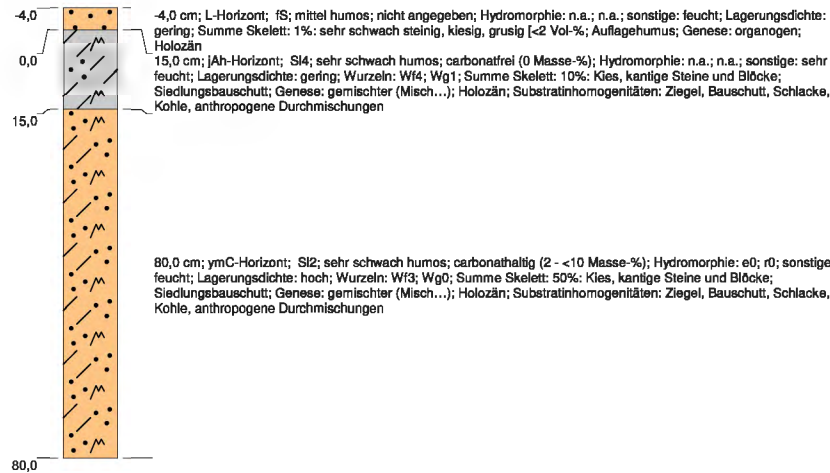 -4,0
-4,0 cm; L-Horizont; fS; mittel humos; nicht angegeben; Hydromorphie: n.a.; n.a.; sonstige: feucht; Lagerungsdichte:
gering; Summe Skelett: 1%: sehr schwach steinig, kiesig, grusig [<2 Vol-%; Auflagehumus; Genese: organogen;
Holozän
0,0
15,0 cm; jAh-Horizont; Sl4; sehr schwach humos; carbonatfrei (0 Masse-%); Hydromorphie: n.a.; n.a.; sonstige: sehr
feucht; Lagerungsdichte: gering; Wurzeln: Wf4; Wg1; Summe Skelett: 10%: Kies, kantige Steine und Blöcke;
Siedlungsbauschutt; Genese: gemischter (Misch...); Holozän; Substratinhomogenitäten: Ziegel, Bauschutt, Schlacke,
Kohle, anthropogene Durchmischungen
15,0
80,0 cm; ymC-Horizont; Sl2; sehr schwach humos; carbonathaltig (2 - <10 Masse-%); Hydromorphie: e0; r0; sonstige
feucht; Lagerungsdichte: hoch; Wurzeln: Wf3; Wg0; Summe Skelett: 50%: Kies, kantige Steine und Blöcke;
Siedlungsbauschutt; Genese: gemischter (Misch...); Holozän; Substratinhomogenitäten: Ziegel, Bauschutt, Schlacke,
Kohle, anthropogene Durchmischungen
80,0